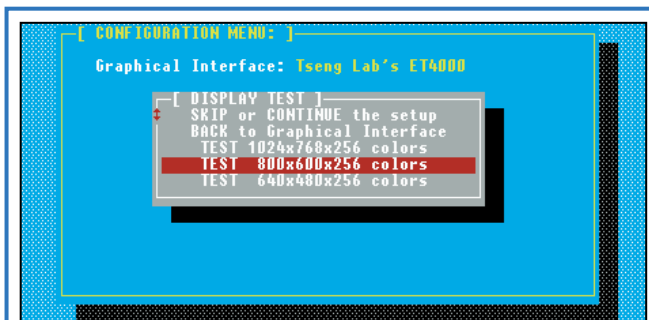 [ CONFIGURATION MENU: ]
Graphical Interface: Tseng Lab's ET4000
[ DISPLAY TEST ]
SKIP or CONTINUE the setup
BACK to Graphical Interface
TEST 1024x768x256 colors
TEST 800x600x256 colors
TEST 640x480x256 colors